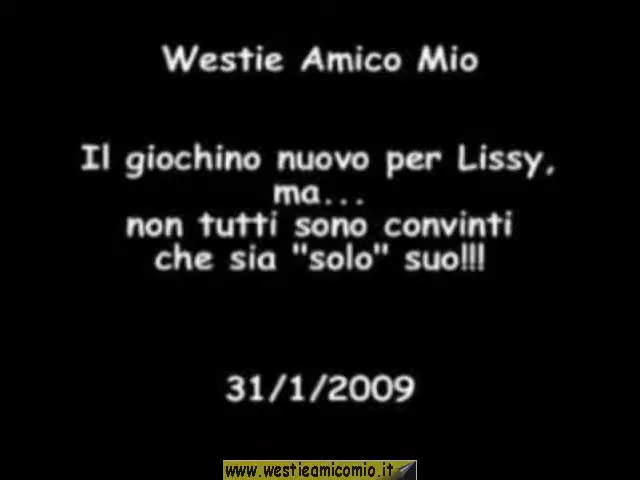 Westie Amico Mio
Il giochino nuovo per Lissy,
ma...
non tutti sono convinti
che sia "solo" suo!!!
31/1/2009
www.westieamicomio.it